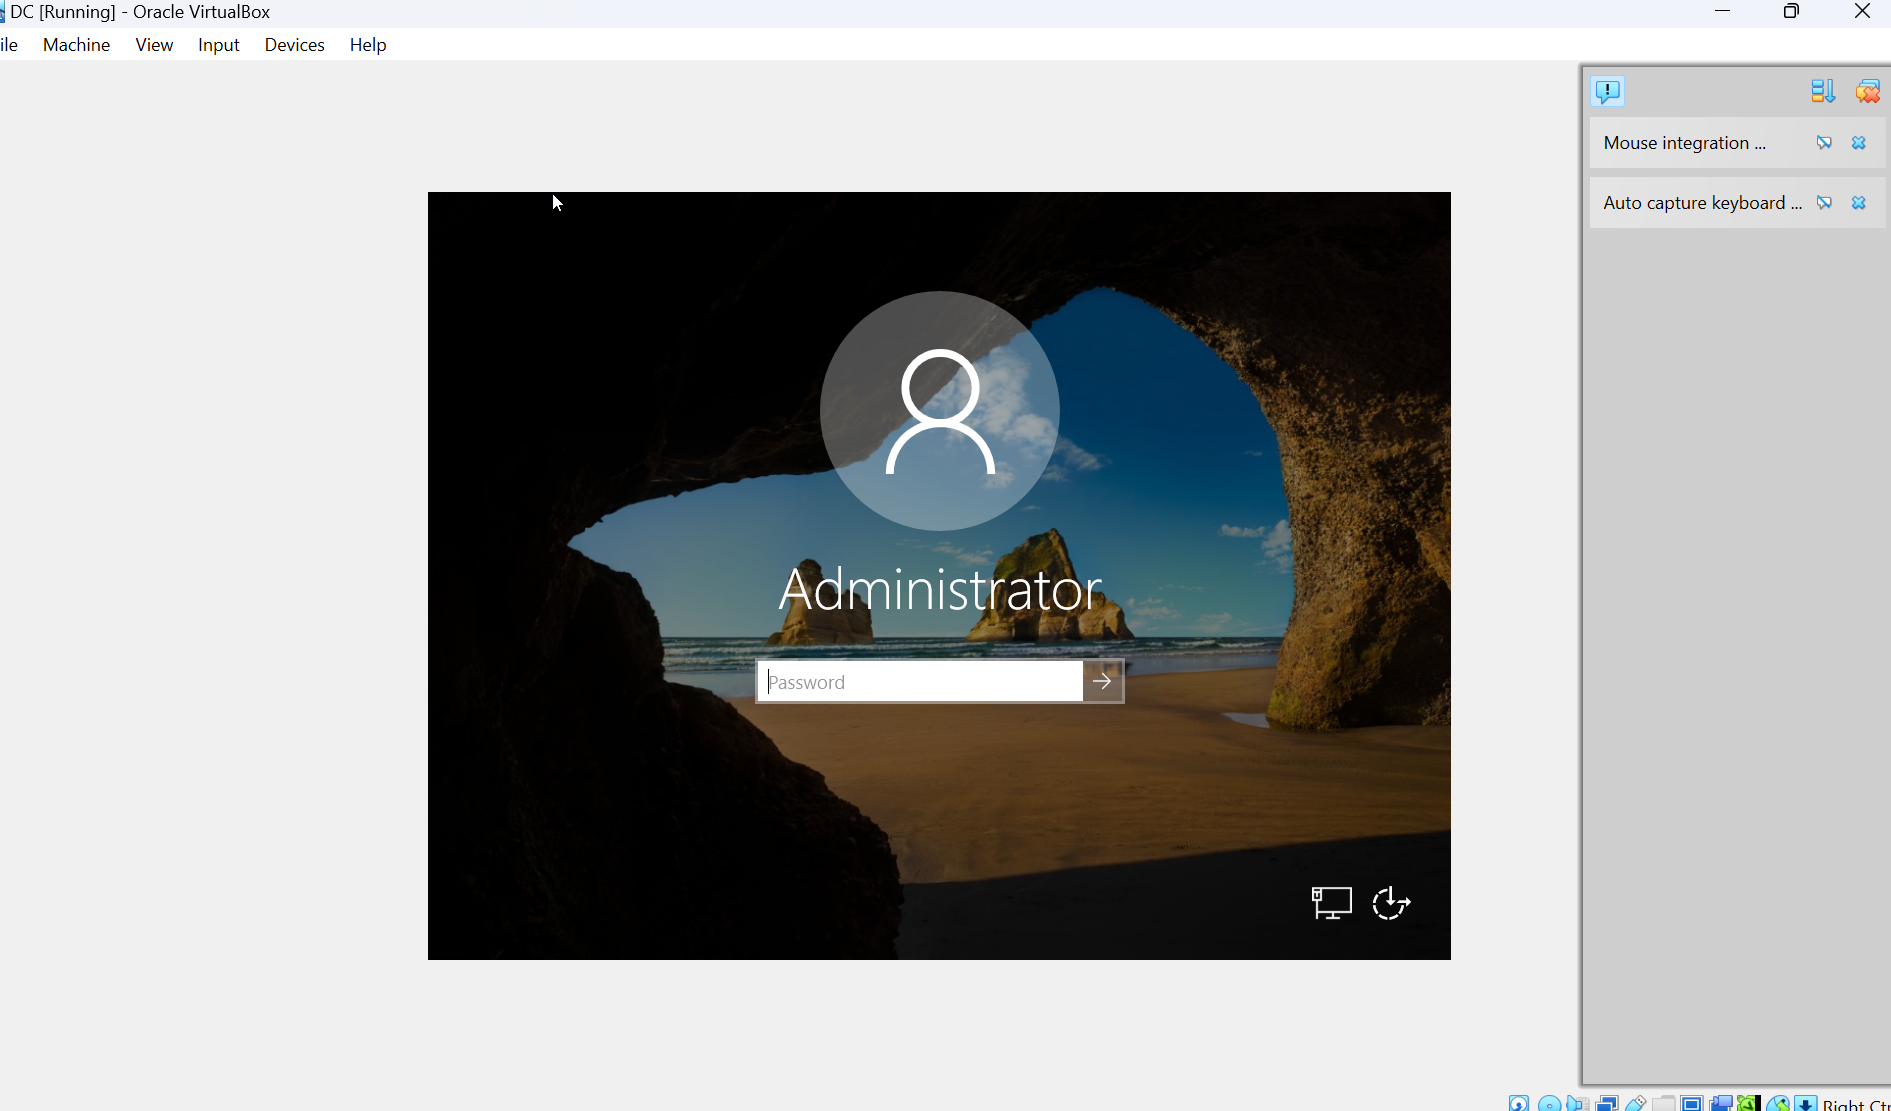 DC [Running] - Oracle VirtualBox
ile Machine View Input Devices Help
Mouse integration ...
Auto capture keyboard ...
Administrator
Password
Right Ctr